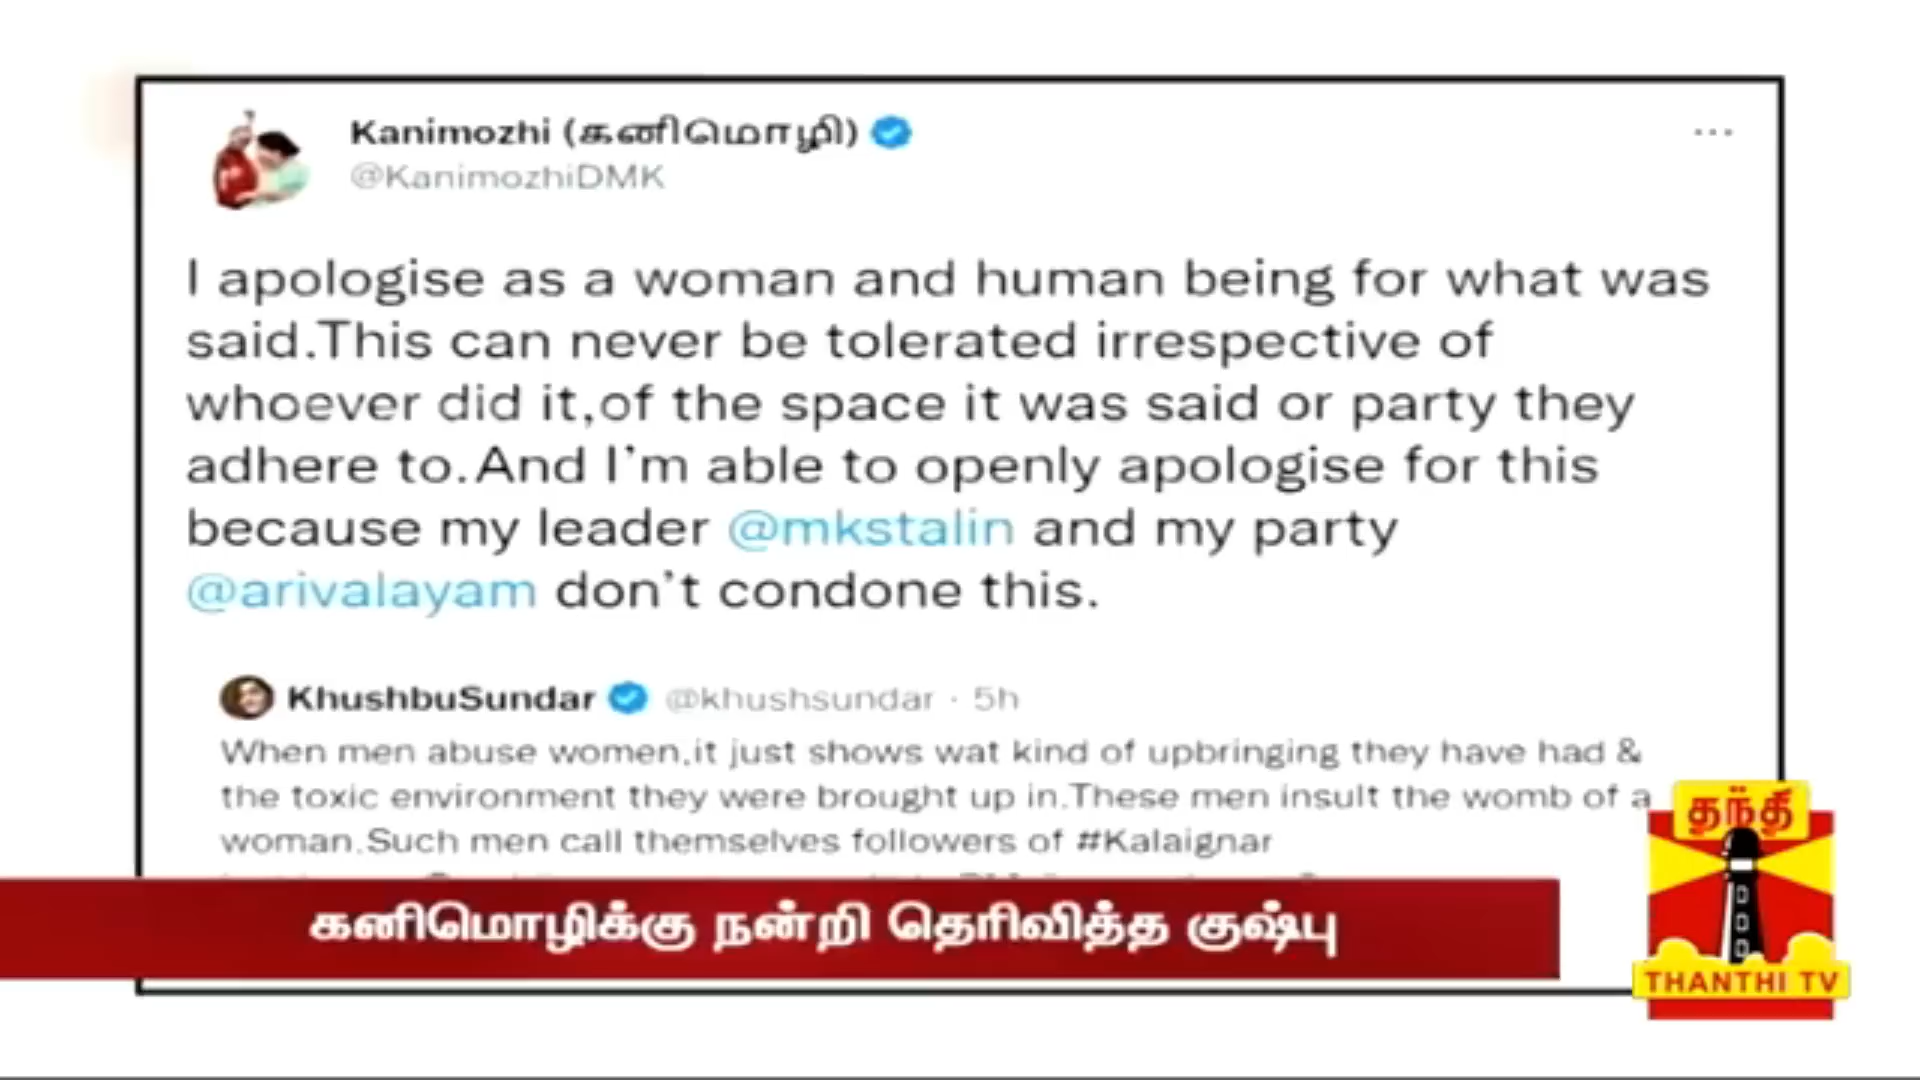 Kanimozhi (கனிமொழி)
@KanimozhiDMK
I apologise as a woman and human being for what was
said.This can never be tolerated irrespective of
whoever did it,of the space it was said or party they
adhere to.And I'm able to openly apologise for this
because my leader @mkstalin and my party
@arivalayam don't condone this.
KhushbuSundar @khushsundar · 5h
When men abuse women,it just shows wat kind of upbringing they have had &
the toxic environment they were brought up in.These men insult the womb of a
woman.Such men call themselves followers of #Kalaignar
கனிமொழிக்கு நன்றி தெரிவித்த குஷ்பு
தந்தி
THANTHI TV